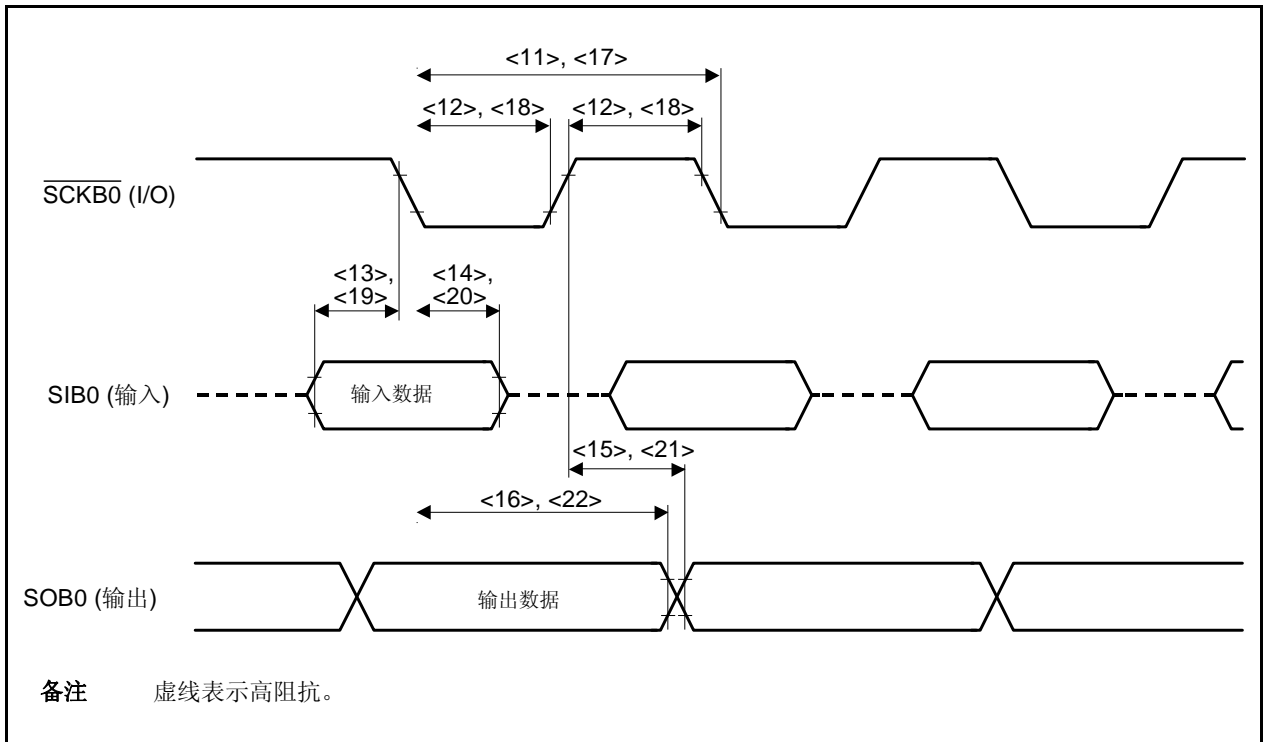 <11>, <17>
<12>, <18> <12>, <18>
SCKB0 (I/O)
<13>, <14>,
<19> <20>
SIB0 (输入) 输入数据
<15>, <21>
<16>, <22>
SOB0 (输出) 输出数据
备注 虚线表示高阻抗。